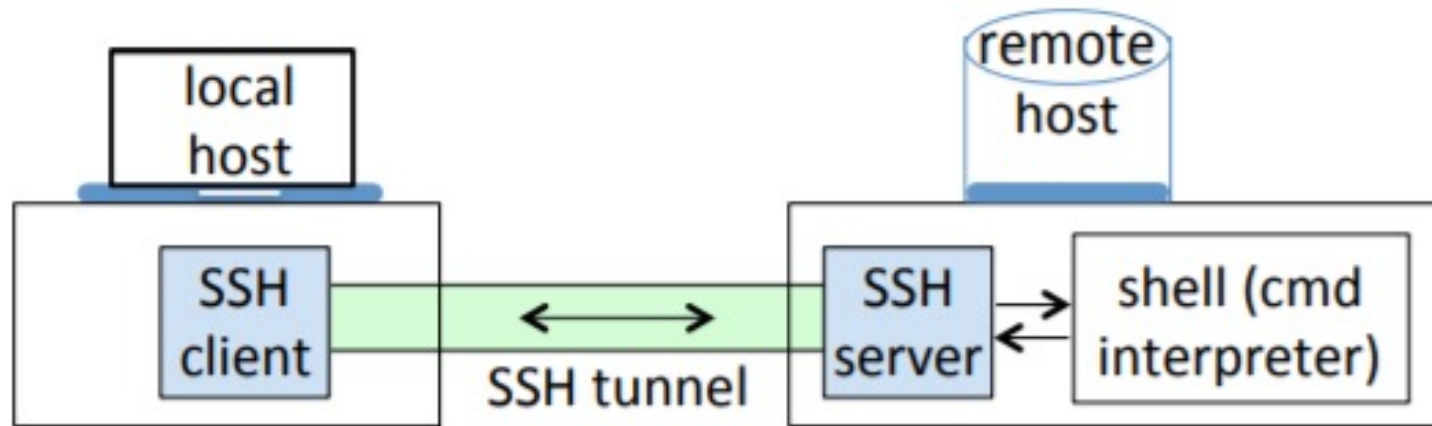 local
host
remote
host
SSH
client
SSH tunnel
SSH
server
shell (cmd
interpreter)